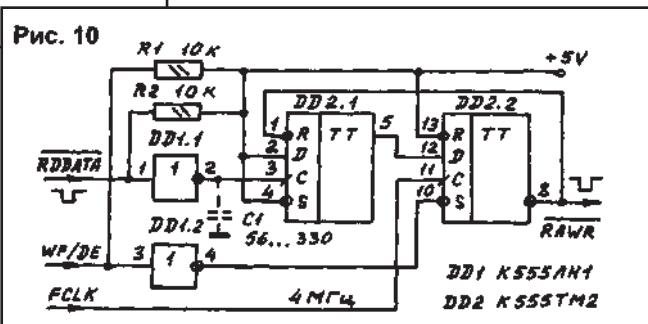 Рис. 10
R1 10к
+5V
R2 10к
DD2.1
DD2.2
DD1.1
1
R
TT
5
13
R
TT
2
D
12
D
RDDATA
1
1
2
3
C
11
C
4
S
10
S
8
DD1.2
C1
56...330
RAWR
WF/DE
3
1
4
DD1 К555ЛН1
FCLK
4МГц
DD2 К555ТМ2